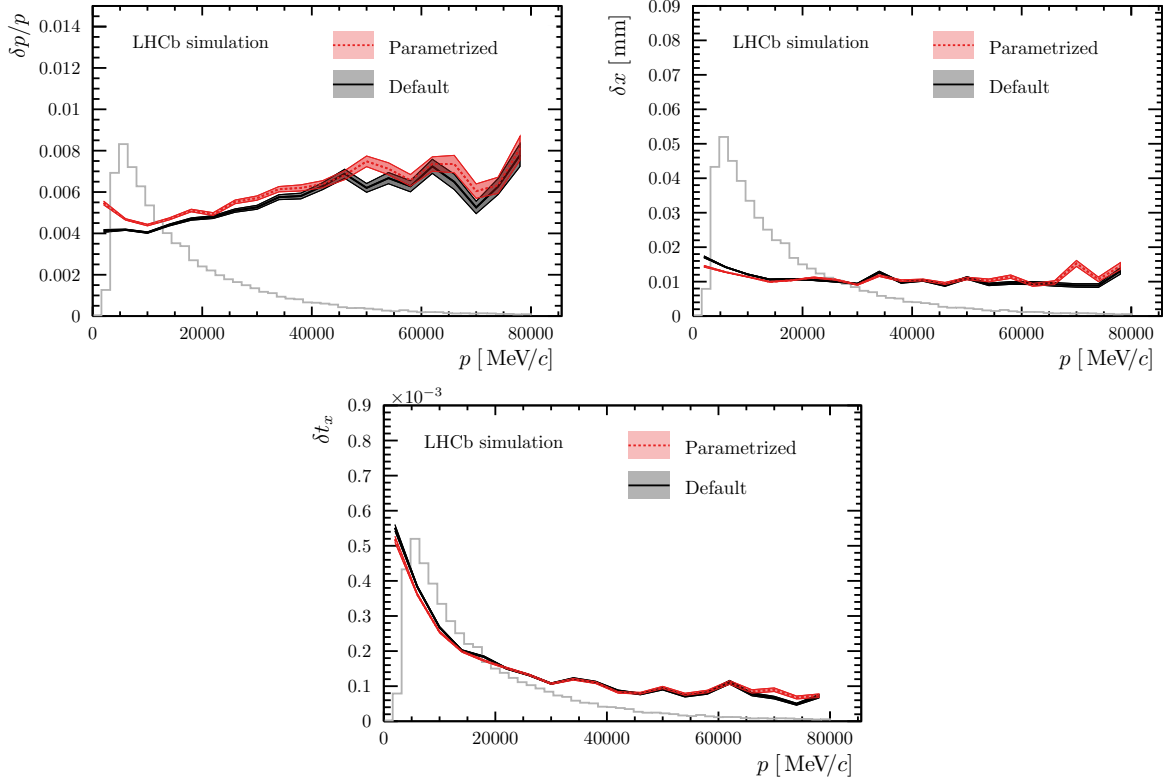 δp/p
0.014
0.012
0.01
0.008
0.006
0.004
0.002
0
LHCb simulation
Parametrized
Default
0 20000 40000 60000 80000
p [ MeV/c]
δx [ mm]
0.09
0.08
0.07
0.06
0.05
0.04
0.03
0.02
0.01
0
LHCb simulation
Parametrized
Default
0 20000 40000 60000 80000
p [ MeV/c]
×10⁻³
δtₓ
0.9
0.8
0.7
0.6
0.5
0.4
0.3
0.2
0.1
0
LHCb simulation
Parametrized
Default
0 20000 40000 60000 80000
p [ MeV/c]